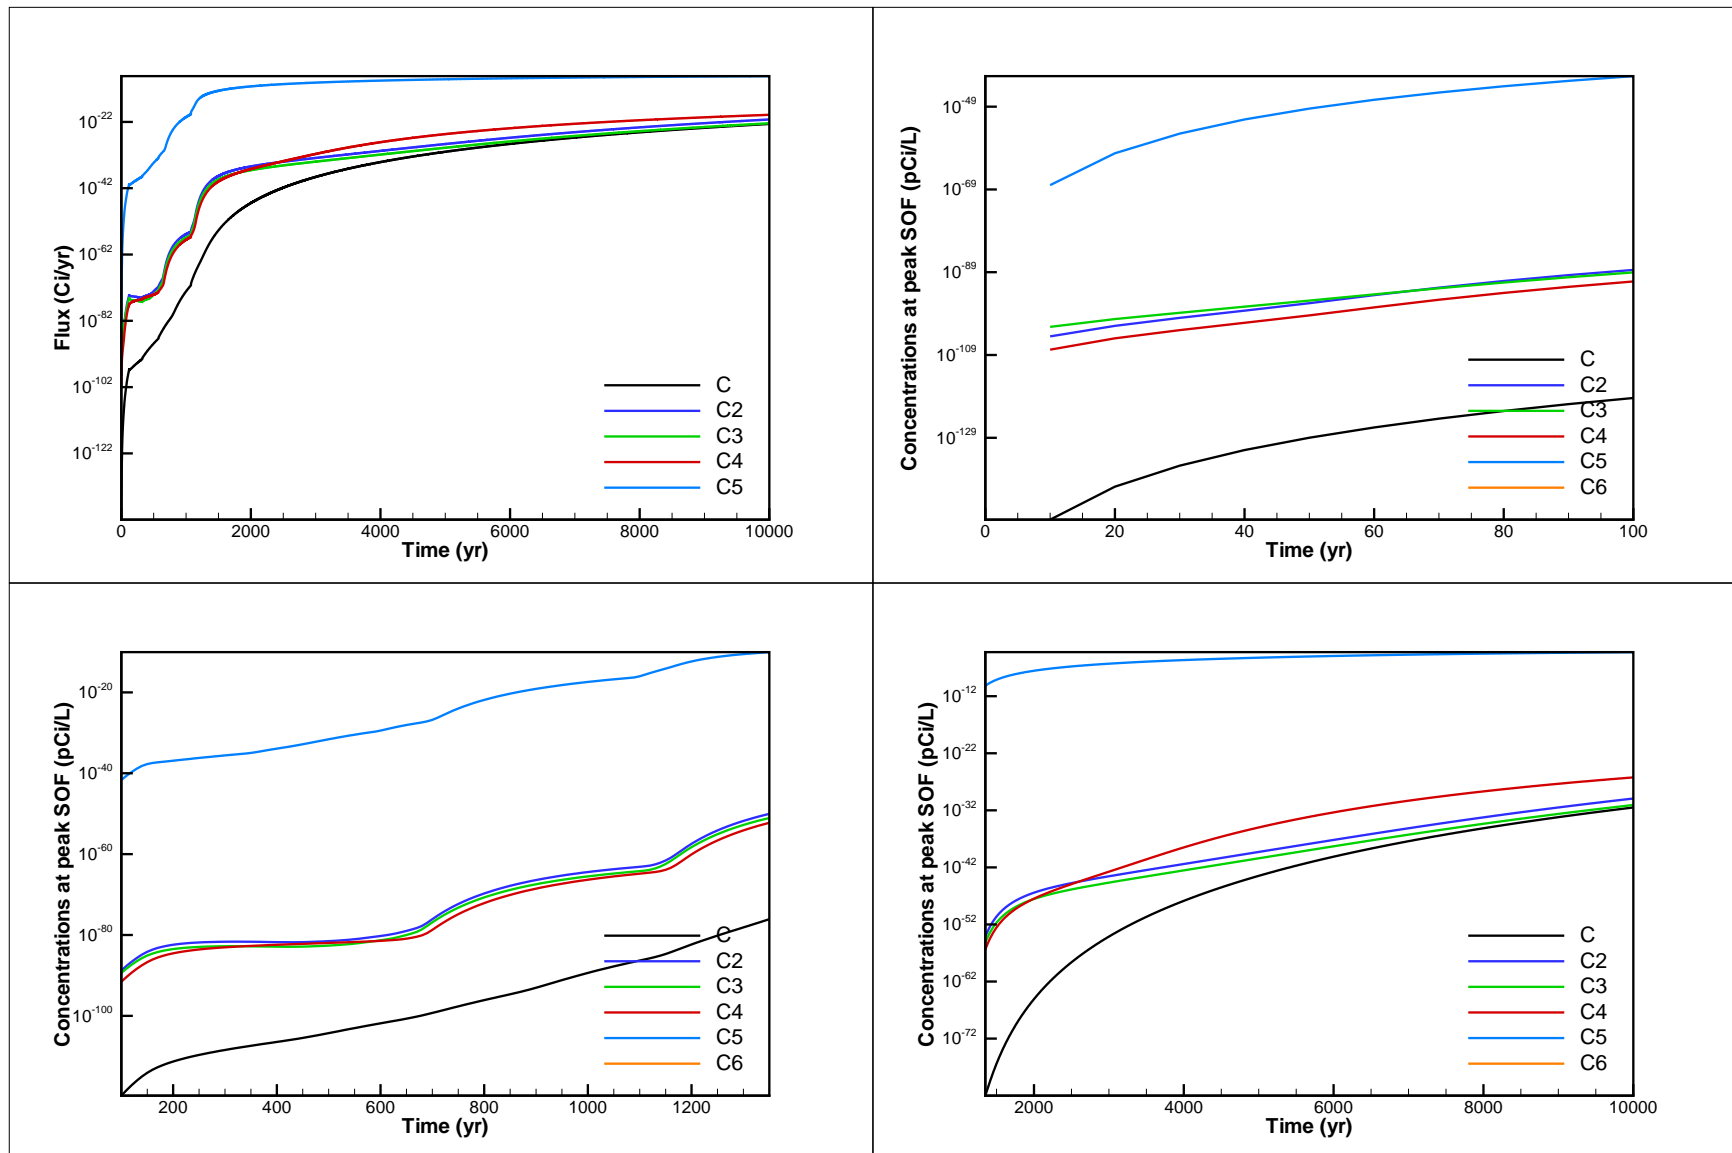 Flux (Ci/yr)
10^-22
10^-42
10^-62
10^-82
10^-102
10^-122
C
C2
C3
C4
C5
0 2000 4000 6000 8000 10000
Time (yr)
Concentrations at peak SOF (pCi/L)
10^-49
10^-69
10^-89
10^-109
10^-129
C
C2
C3
C4
C5
C6
0 20 40 60 80 100
Time (yr)
Concentrations at peak SOF (pCi/L)
10^-20
10^-40
10^-60
10^-80
10^-100
C
C2
C3
C4
C5
C6
200 400 600 800 1000 1200
Time (yr)
Concentrations at peak SOF (pCi/L)
10^-12
10^-22
10^-32
10^-42
10^-52
10^-62
10^-72
C
C2
C3
C4
C5
C6
2000 4000 6000 8000 10000
Time (yr)